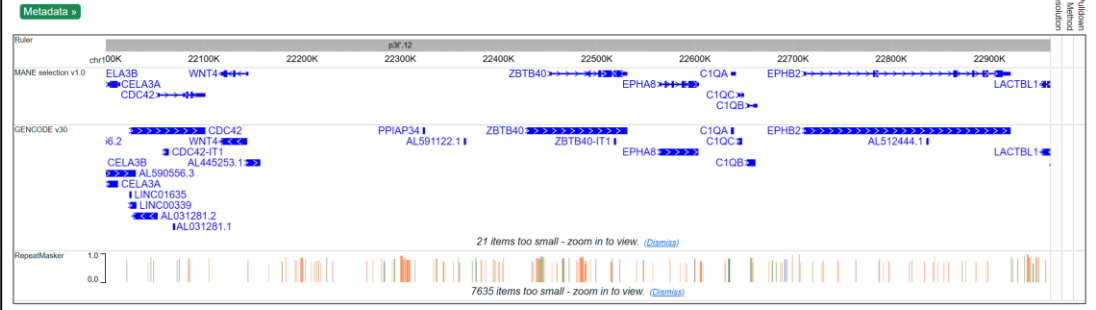 Metadata »
Pulldown
Method
Resolution
Ruler
chr1
00K 22100K 22200K 22300K 22400K 22500K 22600K 22700K 22800K 22900K
MANE selection v1.0
ELA3B WNT4 ZBTB40 C1QA EPHB2
CELA3A EPHA8 C1QC LACTBL1
CDC42 C1QB
GENCODE v30
CDC42 PPIAP34 ZBTB40 C1QA EPHB2
6.2 WNT4 AL591122.1 ZBTB40-IT1 C1QC AL512444.1
CDC42-IT1 EPHA8 LACTBL1
CELA3B AL445253.1 C1QB
AL590556.3
CELA3A
LINC01635
LINC00339
AL031281.2
AL031281.1
21 items too small - zoom in to view. (Dismiss)
RepeatMasker 1.0
0.0
7635 items too small - zoom in to view. (Dismiss)